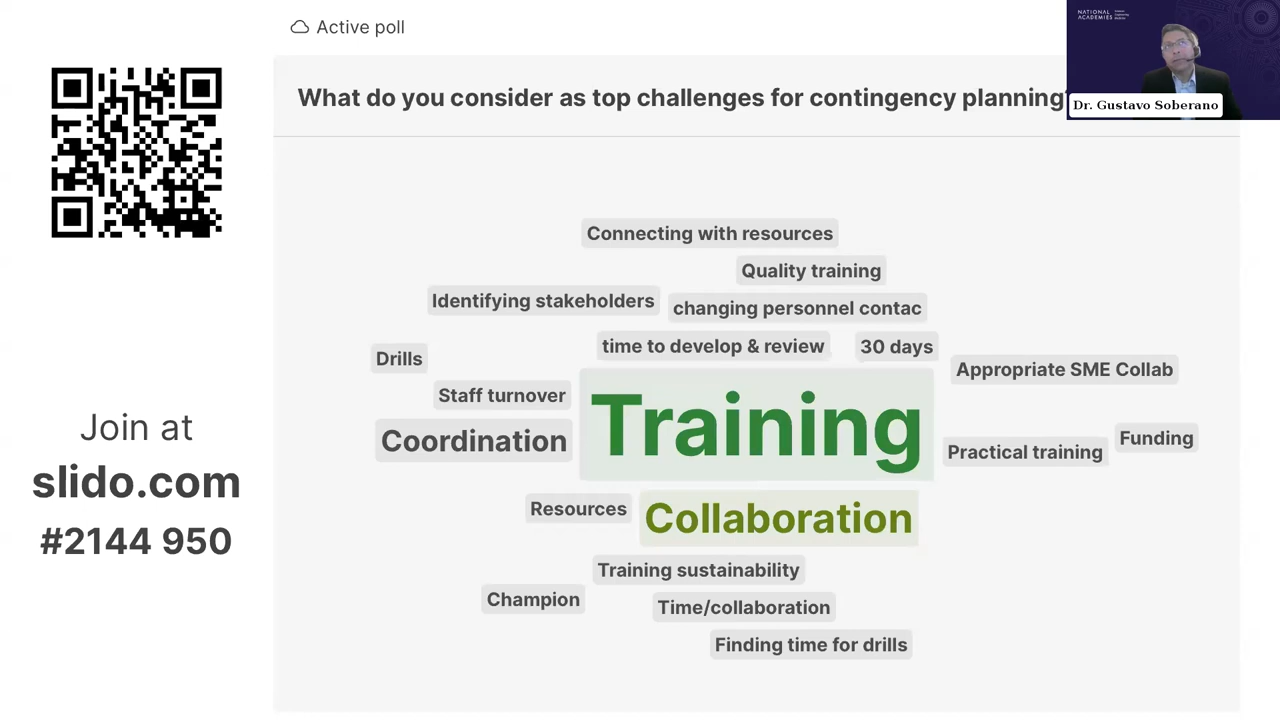 Active poll
NATIONAL
ACADEMIES
What do you consider as top challenges for contingency planning
Dr. Gustavo Soberano
Connecting with resources
Quality training
Identifying stakeholders
changing personnel contac
time to develop & review
30 days
Drills
Appropriate SME Collab
Staff turnover
Training
Coordination
Funding
Practical training
Resources
Collaboration
Training sustainability
Champion
Time/collaboration
Finding time for drills
Join at
slido.com
#2144 950